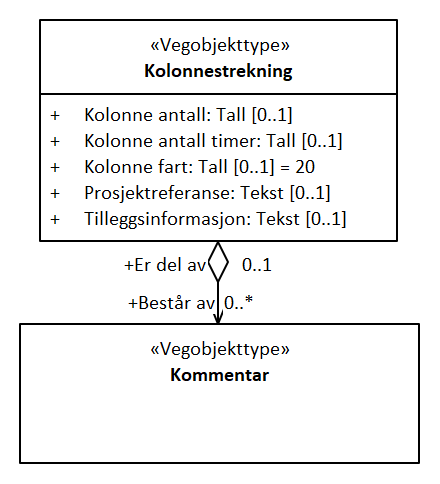 «Vegobjekttype»
Kolonnestrekning
+ Kolonne antall: Tall [0..1]
+ Kolonne antall timer: Tall [0..1]
+ Kolonne fart: Tall [0..1] = 20
+ Prosjektreferanse: Tekst [0..1]
+ Tilleggsinformasjon: Tekst [0..1]
+Er del av 0..1
+Består av 0..*
«Vegobjekttype»
Kommentar